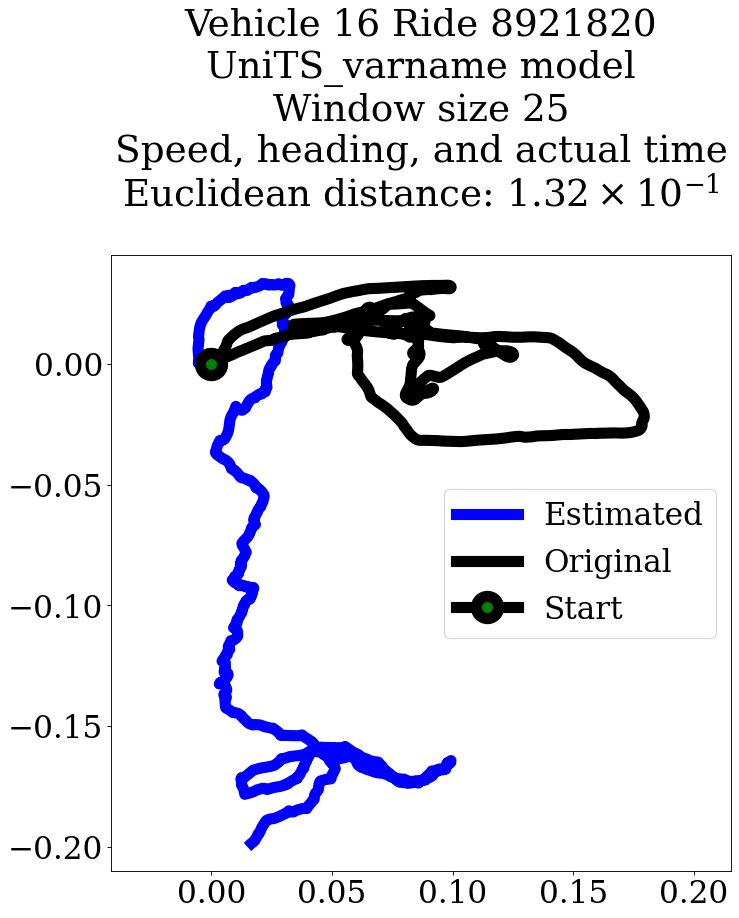 Vehicle 16 Ride 8921820
UniTS_varname model
Window size 25
Speed, heading, and actual time
Euclidean distance: 1.32 × 10⁻¹
0.00
−0.05
−0.10
−0.15
−0.20
Estimated
Original
Start
0.00 0.05 0.10 0.15 0.20